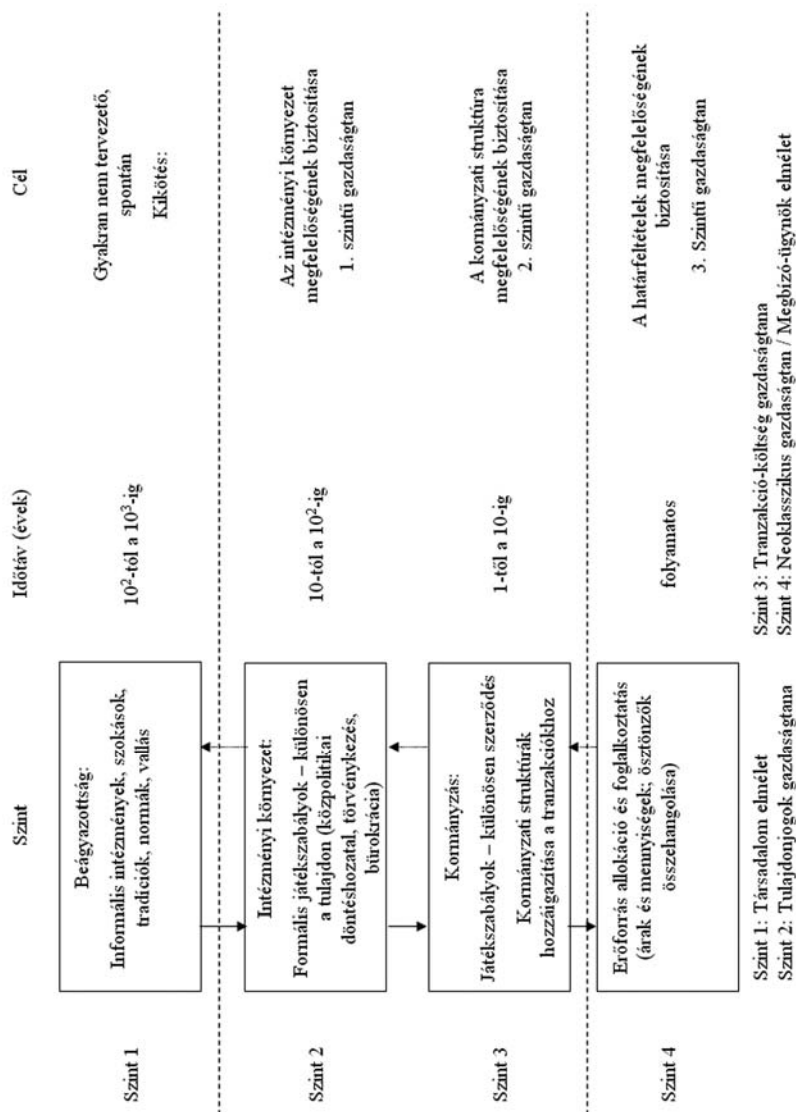 Szint
Időtáv (évek)
Cél
Szint 1
Beágyazottság:
Informális intézmények, szokások,
tradíciók, normák, vallás
10²-tól a 10³-ig
Gyakran nem tervezető,
spontán
Kikötés:
Szint 2
Intézményi környezet:
Formális játékszabályok – különösen
a tulajdon (közpolitikai
döntéshozatal, törvénykezés,
bürokrácia)
10-tól a 10²-ig
Az intézményi környezet
megfelelőségének biztosítása
1. szintű gazdaságtan
Szint 3
Kormányzás:
Játékszabályok – különösen szerződés
Kormányzati struktúrák
hozzáigazítása a tranzakciókhoz
1-től a 10-ig
A kormányzati struktúra
megfelelőségének biztosítása
2. szintű gazdaságtan
Szint 4
Erőforrás allokáció és foglalkoztatás
(árak és mennyiségek; ösztönzők
összehangolása)
folyamatos
A határfeltételek megfelelőségének
biztosítása
3. Szintű gazdaságtan
Szint 1: Társadalom elmélet
Szint 2: Tulajdonjogok gazdaságtana
Szint 3: Tranzakció-költség gazdaságtana
Szint 4: Neoklasszikus gazdaságtan / Megbízó-ügynök elmélet